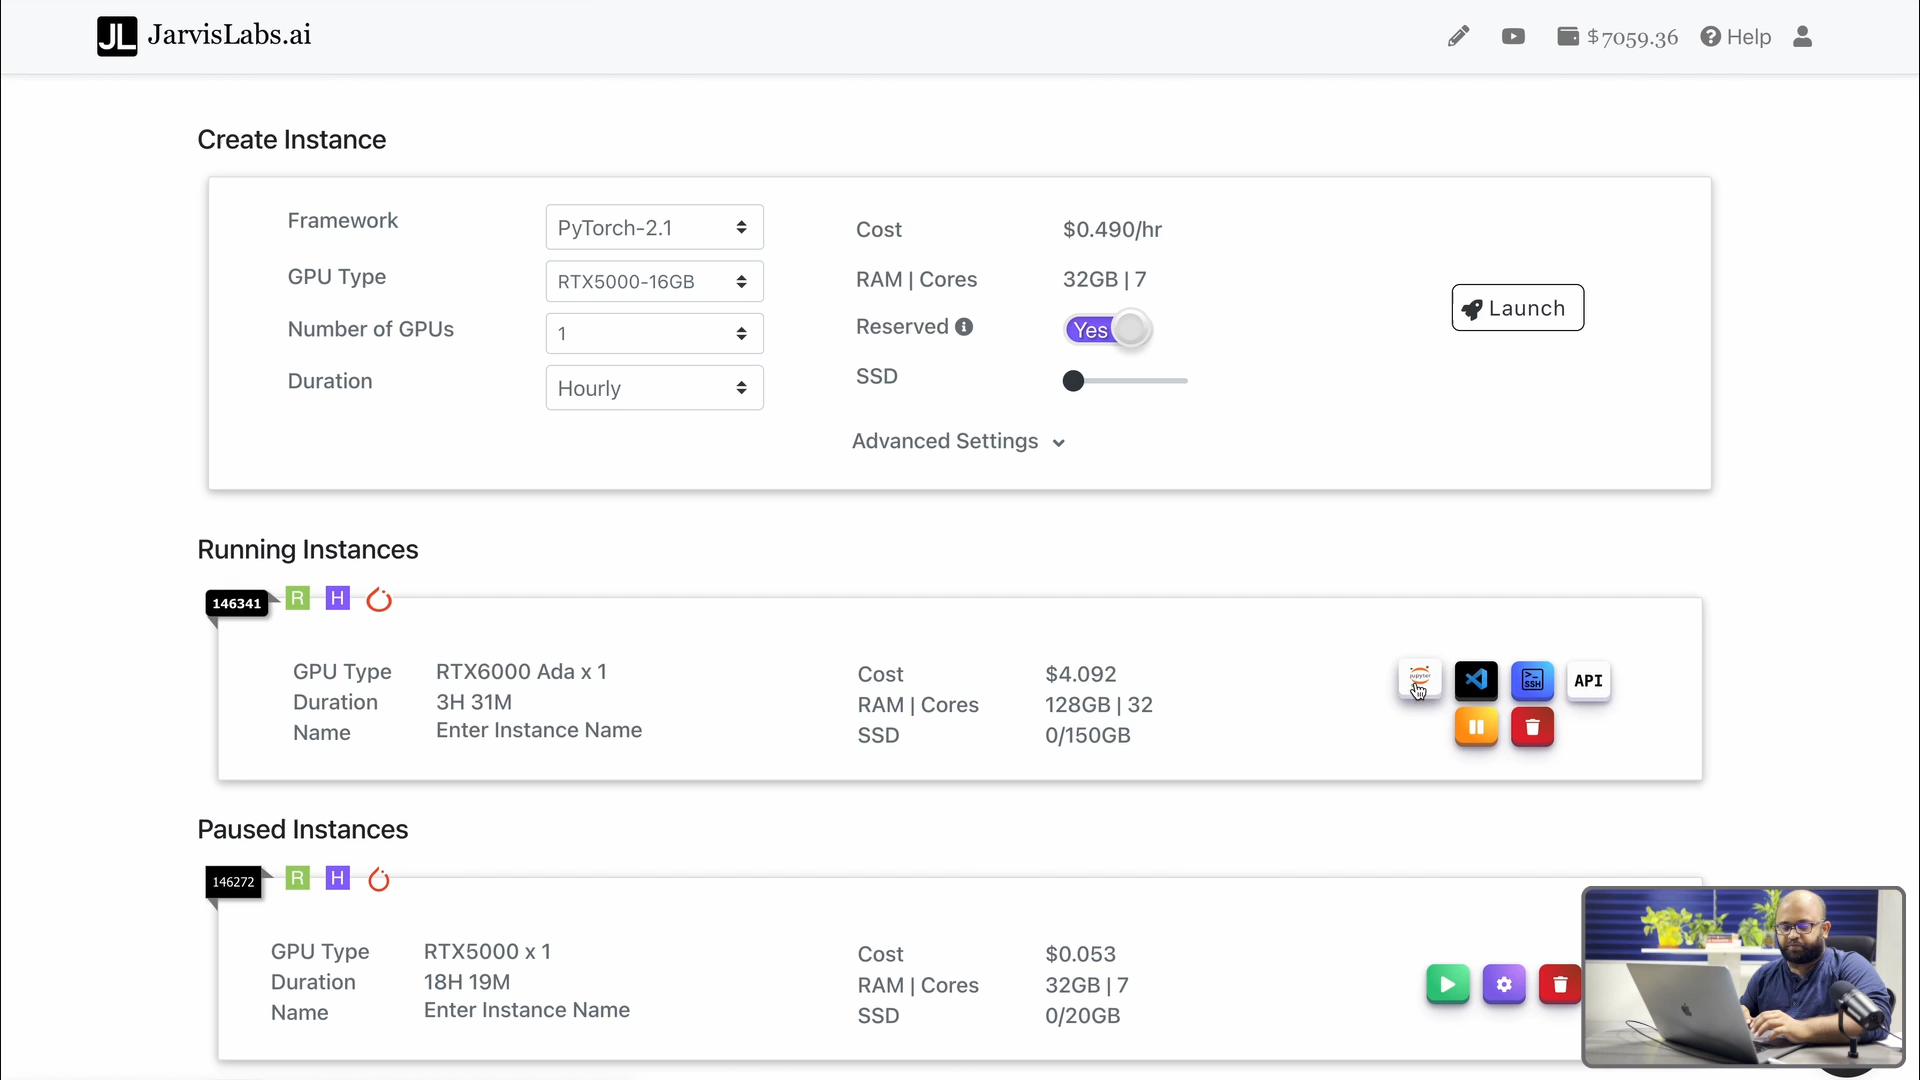 JL JarvisLabs.ai
$7059.36 Help
Create Instance
Framework PyTorch-2.1
GPU Type RTX5000-16GB
Number of GPUs 1
Duration Hourly
Cost $0.490/hr
RAM | Cores 32GB | 7
Reserved Yes
SSD
Advanced Settings
Launch
Running Instances
146341 R H
GPU Type RTX6000 Ada x 1
Duration 3H 31M
Name Enter Instance Name
Cost $4.092
RAM | Cores 128GB | 32
SSD 0/150GB
jupyter SSH API
Paused Instances
146272 R H
GPU Type RTX5000 x 1
Duration 18H 19M
Name Enter Instance Name
Cost $0.053
RAM | Cores 32GB | 7
SSD 0/20GB